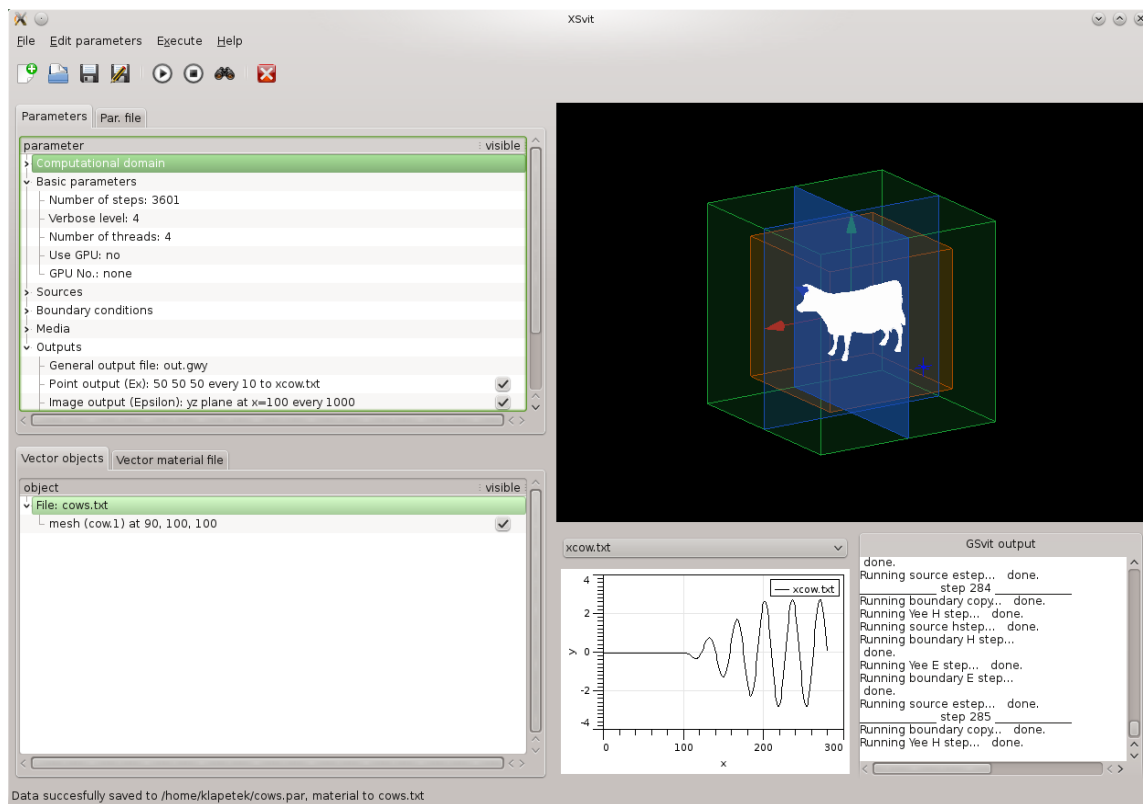 XSvit
File Edit parameters Execute Help
Parameters Par. file
parameter visible
Computational domain
Basic parameters
Number of steps: 3601
Verbose level: 4
Number of threads: 4
Use GPU: no
GPU No.: none
Sources
Boundary conditions
Media
Outputs
General output file: out.gwy
Point output (Ex): 50 50 50 every 10 to xcow.txt
Image output (Epsilon): yz plane at x=100 every 1000
Vector objects Vector material file
object visible
File: cows.txt
mesh (cow.1) at 90, 100, 100
xcow.txt
4
2
0
-2
-4
y
xcow.txt
0 100 200 300
x
GSvit output
done.
Running source estep... done.
____________ step 284 ____________
Running boundary copy... done.
Running Yee H step... done.
Running source hstep... done.
Running boundary H step...
done.
Running Yee E step... done.
Running boundary E step...
done.
Running source estep... done.
____________ step 285 ____________
Running boundary copy... done.
Running Yee H step... done.
Data succesfully saved to /home/klapetek/cows.par, material to cows.txt